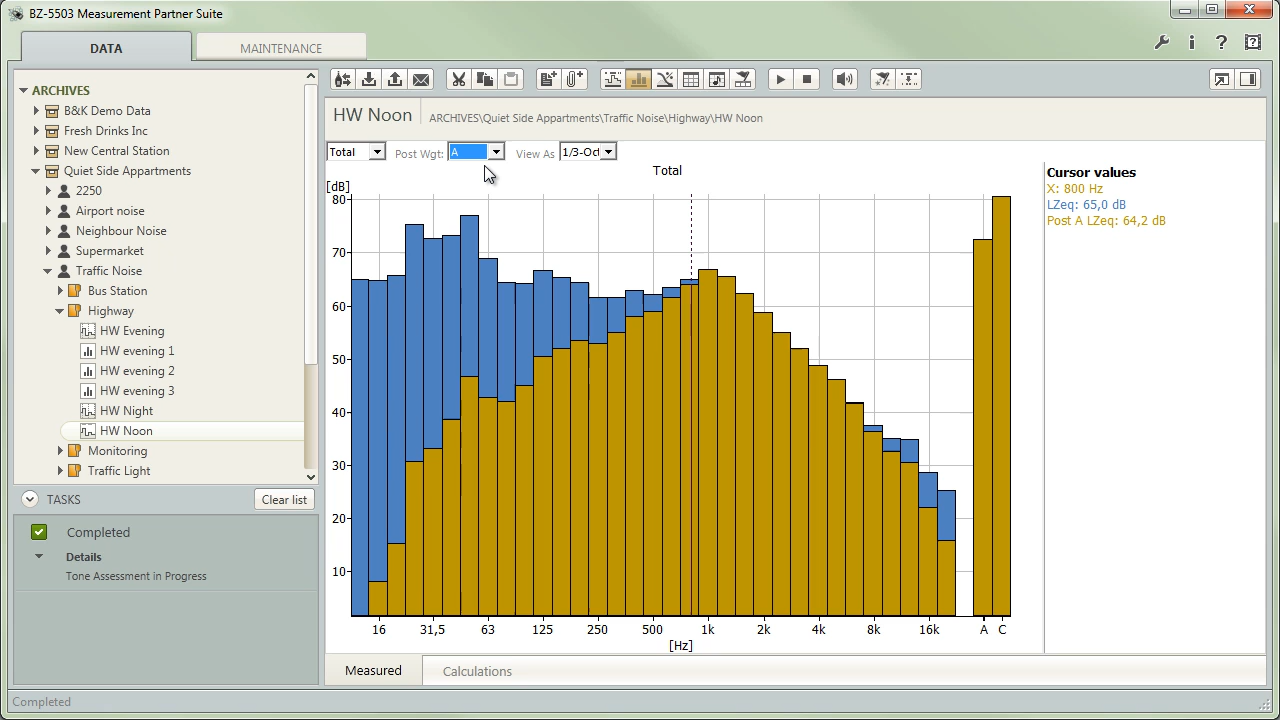 BZ-5503 Measurement Partner Suite
DATA
MAINTENANCE
ARCHIVES
B&K Demo Data
Fresh Drinks Inc
New Central Station
Quiet Side Appartments
2250
Airport noise
Neighbour Noise
Supermarket
Traffic Noise
Bus Station
Highway
HW Evening
HW evening 1
HW evening 2
HW evening 3
HW Night
HW Noon
Monitoring
Traffic Light
TASKS
Clear list
Completed
Details
Tone Assessment in Progress
HW Noon
ARCHIVES\Quiet Side Appartments\Traffic Noise\Highway\HW Noon
Total Post Wgt: A View As 1/3-Oct
Total
[dB]
80
70
60
50
40
30
20
10
16 31,5 63 125 250 500 1k 2k 4k 8k 16k A C
[Hz]
Cursor values
X: 800 Hz
LZeq: 65,0 dB
Post A LZeq: 64,2 dB
Measured
Calculations
Completed